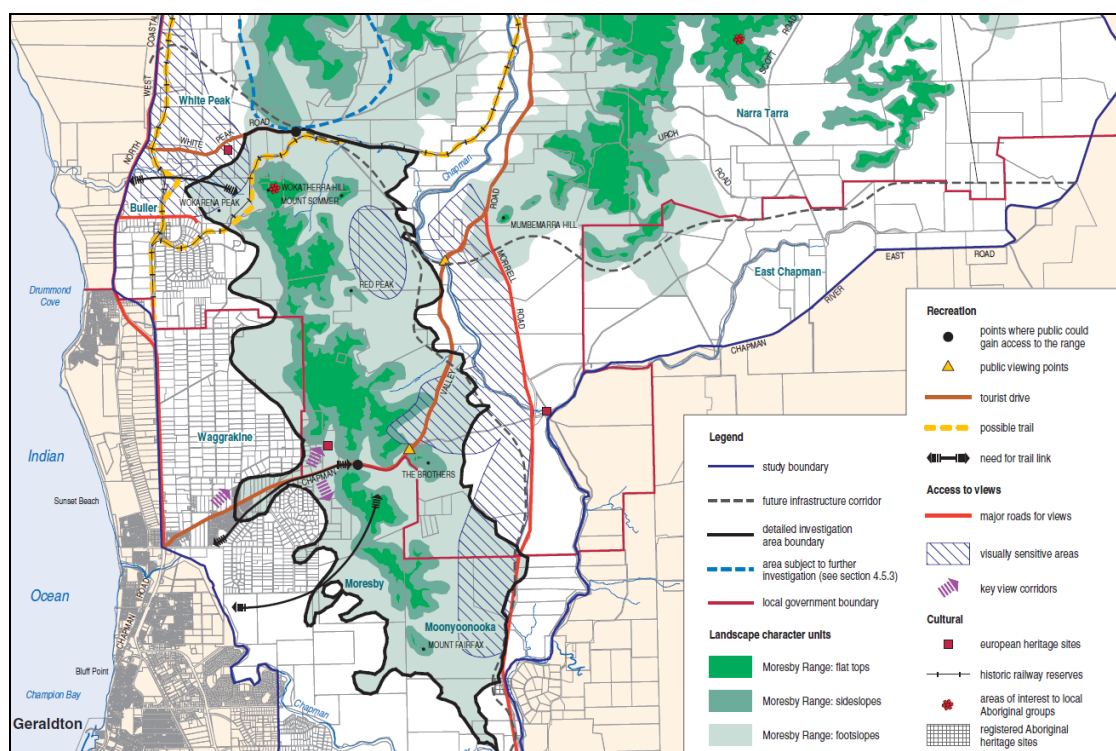 COASTAL
WEST
NORTH
White Peak
WHITE
PEAK
ROAD
Buller
WOKATHERRA HILL
MOUNT SOMMER
WOKARENA PEAK
RED PEAK
Chapman
ROAD
VALLEY
MORRELL
ROAD
MUMBEMARRA HILL
URCH
ROAD
SCOTT
ROAD
Narra Tarra
East Chapman
EAST
ROAD
CHAPMAN
RIVER
Drummond
Cove
Waggrakine
CHAPMAN
THE BROTHERS
Indian
Sunset Beach
Ocean
CHAPMAN
ROAD
Moresby
Moonyoonooka
MOUNT FAIRFAX
Bluff Point
Champion Bay
Geraldton
Chapman
Legend
study boundary
future infrastructure corridor
detailed investigation
area boundary
area subject to further
investigation (see section 4.5.3)
local government boundary
Landscape character units
Moresby Range: flat tops
Moresby Range: sideslopes
Moresby Range: footslopes
Recreation
points where public could
gain access to the range
public viewing points
tourist drive
possible trail
need for trail link
Access to views
major roads for views
visually sensitive areas
key view corridors
Cultural
european heritage sites
historic railway reserves
areas of interest to local
Aboriginal groups
registered Aboriginal
heritage sites